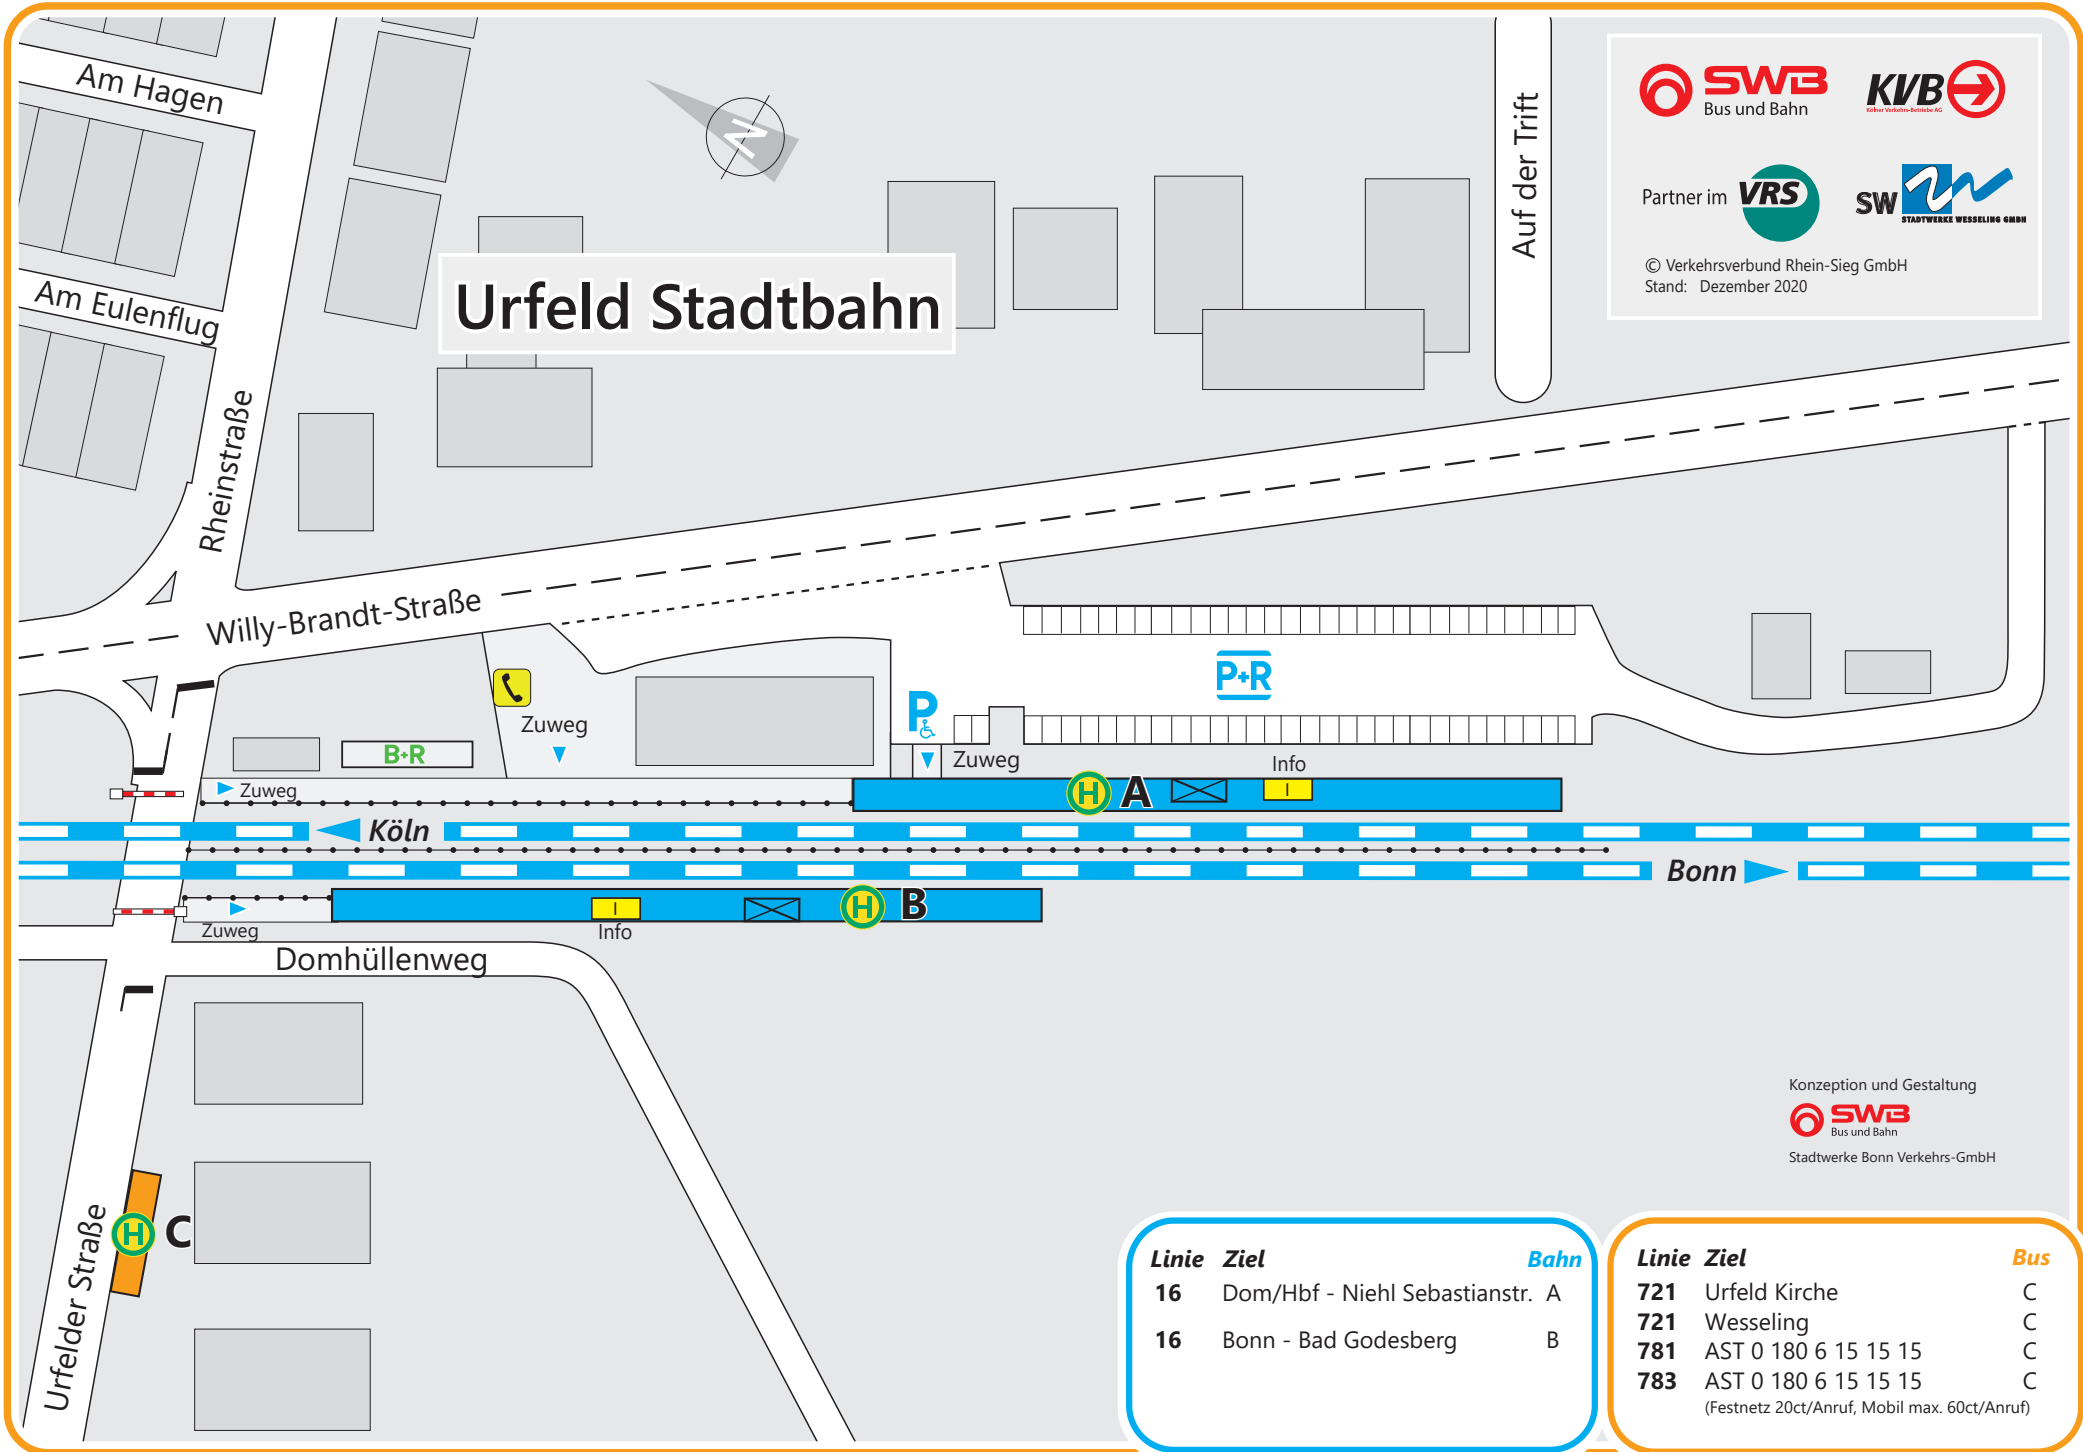 Am Hagen
Am Eulenflug
Rheinstraße
Urfeld Stadtbahn
N
Auf der Trift
SWB
Bus und Bahn
KVB
Kölner Verkehrs-Betriebe AG
Partner im VRS
SW
STADTWERKE WESSELING GMBH
© Verkehrsverbund Rhein-Sieg GmbH
Stand: Dezember 2020
Willy-Brandt-Straße
Zuweg
B+R
P
P+R
Zuweg
Info
Zuweg
H A
I
Köln
Bonn
I
H B
Zuweg
Info
Domhüllenweg
H C
Urfelder Straße
Konzeption und Gestaltung
SWB
Bus und Bahn
Stadtwerke Bonn Verkehrs-GmbH
Linie Ziel Bahn
16 Dom/Hbf - Niehl Sebastianstr. A
16 Bonn - Bad Godesberg B
Linie Ziel Bus
721 Urfeld Kirche C
721 Wesseling C
781 AST 0 180 6 15 15 15 C
783 AST 0 180 6 15 15 15 C
(Festnetz 20ct/Anruf, Mobil max. 60ct/Anruf)